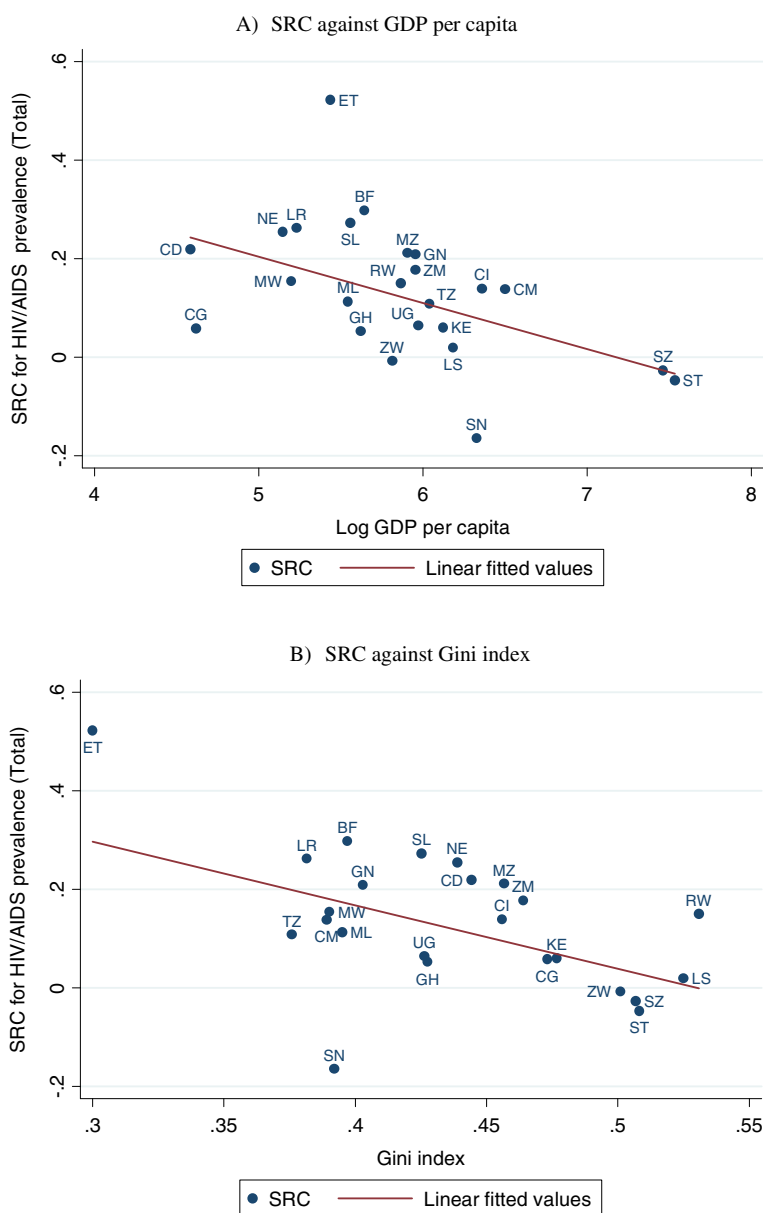 A) SRC against GDP per capita
SRC for HIV/AIDS prevalence (Total)
.6
.4
.2
0
-.2
ET
BF
NE
LR
SL
MZ
GN
CD
MW
RW
ZM
CI
CM
ML
TZ
CG
GH
UG
KE
ZW
LS
SZ
ST
SN
4
5
6
7
8
Log GDP per capita
SRC
Linear fitted values
B) SRC against Gini index
SRC for HIV/AIDS prevalence (Total)
.6
.4
.2
0
-.2
ET
LR
BF
SL
NE
GN
CD
MZ
ZM
RW
TZ
CM
MW
ML
CI
UG
GH
KE
CG
LS
ZW
SZ
ST
SN
.3
.35
.4
.45
.5
.55
Gini index
SRC
Linear fitted values